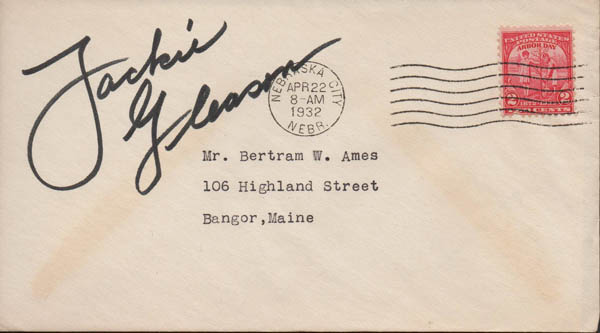 Jackie
Gleason
NEBRASKA CITY
APR 22
8-AM
1932
NEBR.
UNITED STATES
POSTAGE
ARBOR DAY
2 CENTS 2
Mr. Bertram W. Ames
106 Highland Street
Bangor,Maine